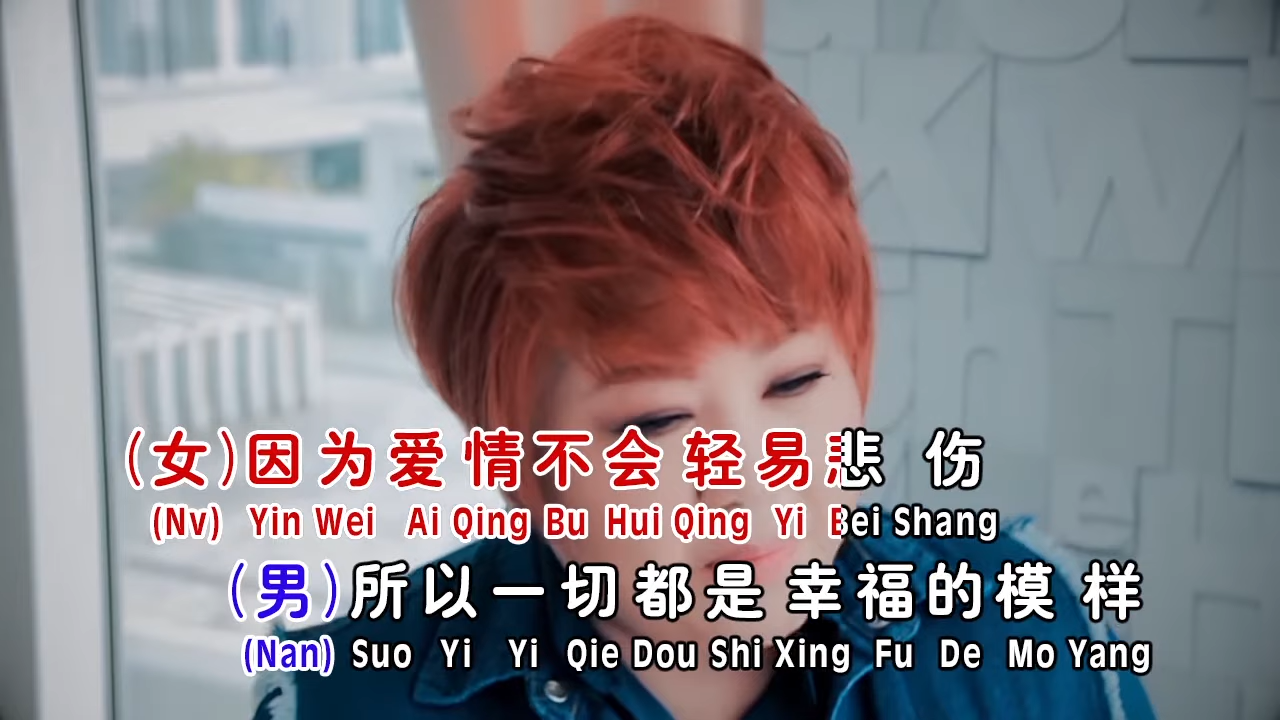 (女)因为爱情不会轻易悲伤
(Nv) Yin Wei Ai Qing Bu Hui Qing Yi Bei Shang
(男)所以一切都是幸福的模样
(Nan) Suo Yi Yi Qie Dou Shi Xing Fu De Mo Yang